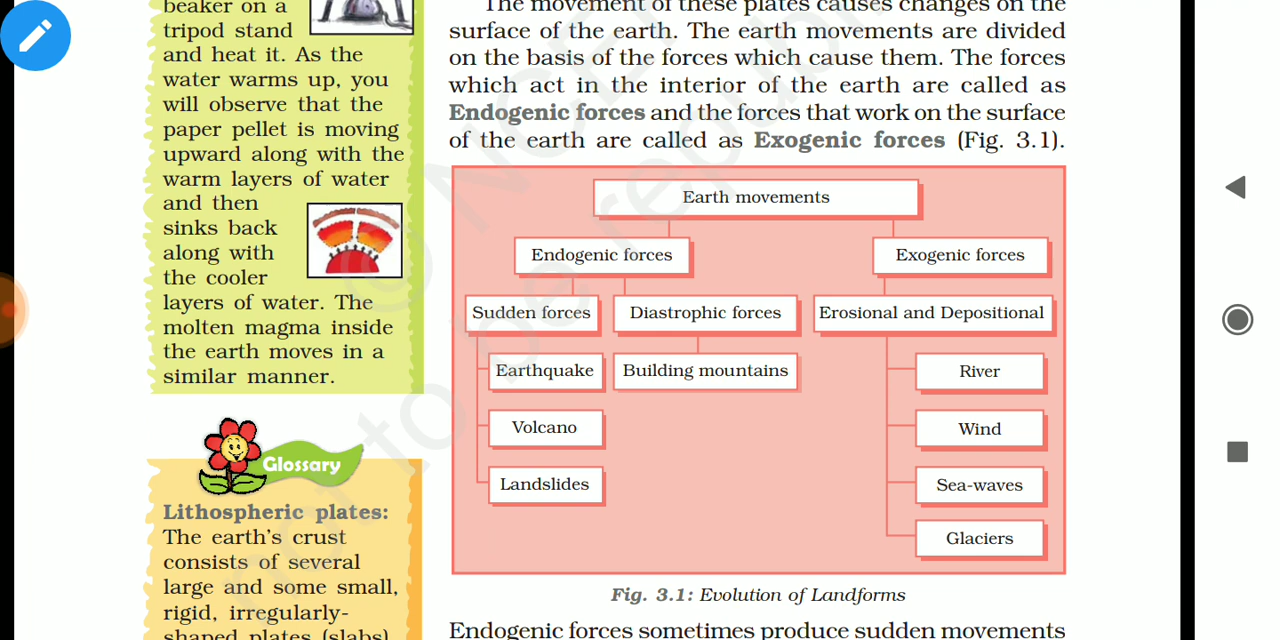 beaker on a
tripod stand
and heat it. As the
water warms up, you
will observe that the
paper pellet is moving
upward along with the
warm layers of water
and then
sinks back
along with
the cooler
layers of water. The
molten magma inside
the earth moves in a
similar manner.
Glossary
Lithospheric plates:
The earth's crust
consists of several
large and some small,
rigid, irregularly-
shaped plates (slabs)
The movement of these plates causes changes on the
surface of the earth. The earth movements are divided
on the basis of the forces which cause them. The forces
which act in the interior of the earth are called as
Endogenic forces and the forces that work on the surface
of the earth are called as Exogenic forces (Fig. 3.1).
Earth movements
Endogenic forces
Exogenic forces
Sudden forces
Diastrophic forces
Erosional and Depositional
Earthquake
Building mountains
River
Volcano
Wind
Landslides
Sea-waves
Glaciers
Fig. 3.1: Evolution of Landforms
Endogenic forces sometimes produce sudden movements
not to be republ
© NCE